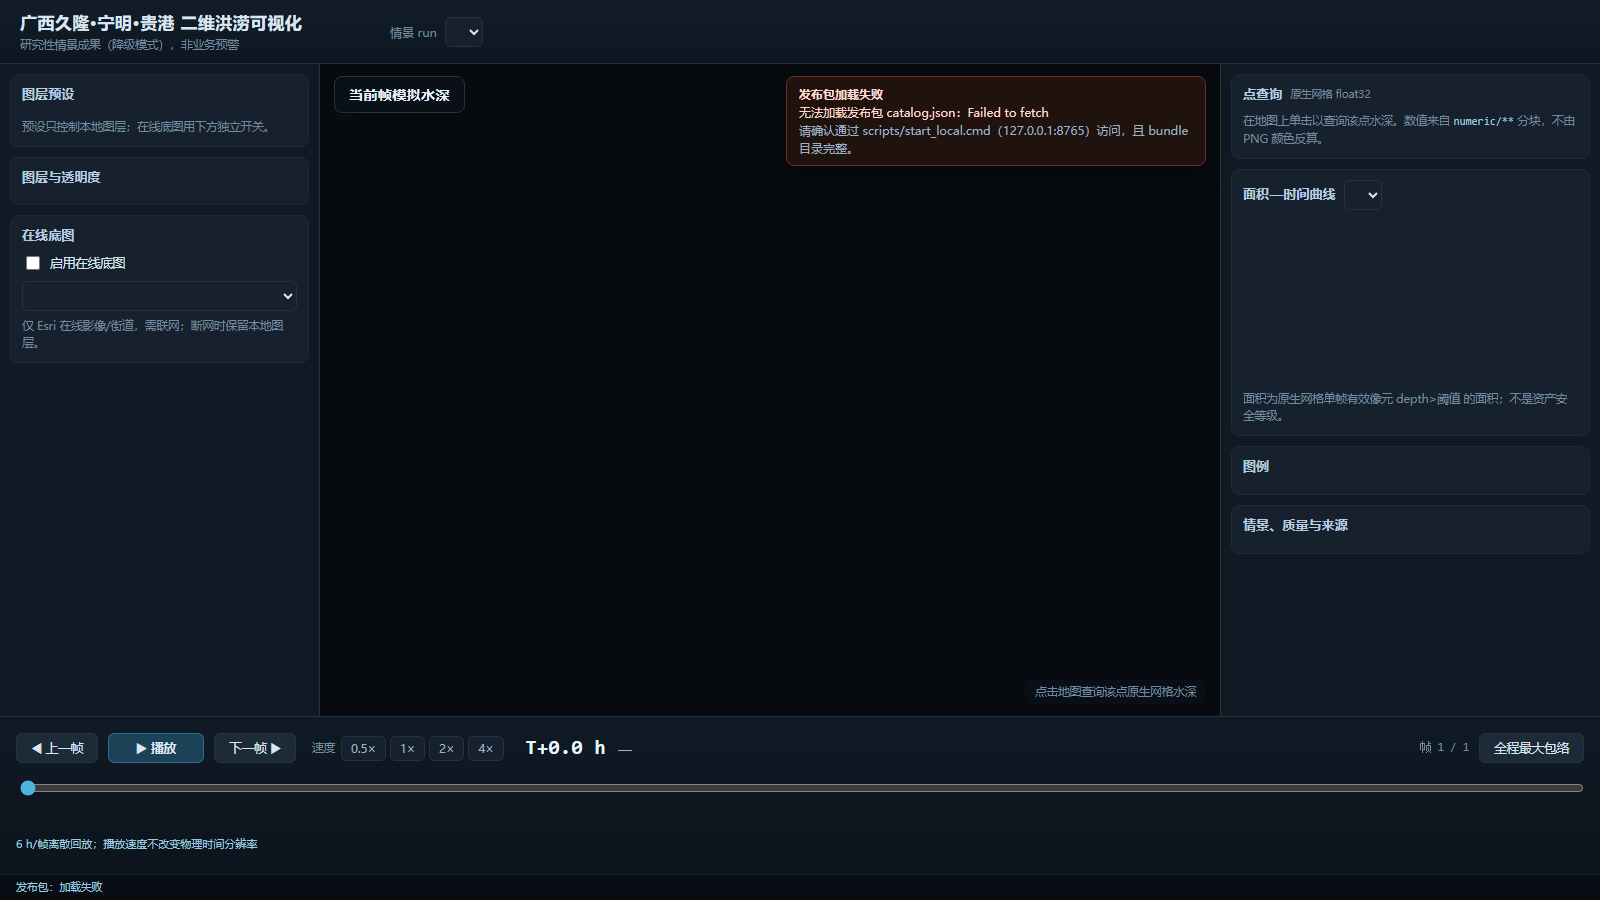 广西久隆·宁明·贵港 二维洪涝可视化
研究性情景成果（降级模式），非业务预警
情景 run
图层预设
预设只控制本地图层；在线底图用下方独立开关。
图层与透明度
在线底图
启用在线底图
仅 Esri 在线影像/街道，需联网；断网时保留本地图
层。
当前帧模拟水深
发布包加载失败
无法加载发布包 catalog.json：Failed to fetch
请确认通过 scripts/start_local.cmd（127.0.0.1:8765）访问，且 bundle
目录完整。
点击地图查询该点原生网格水深
点查询 原生网格 float32
在地图上单击以查询该点水深。数值来自 numeric/** 分块，不由
PNG 颜色反算。
面积—时间曲线
面积为原生网格单帧有效像元 depth>阈值 的面积；不是资产安
全等级。
图例
情景、质量与来源
◀ 上一帧 ▶ 播放 下一帧 ▶ 速度 0.5× 1× 2× 4× T+0.0 h — 帧 1 / 1 全程最大包络
6 h/帧离散回放；播放速度不改变物理时间分辨率
发布包：加载失败